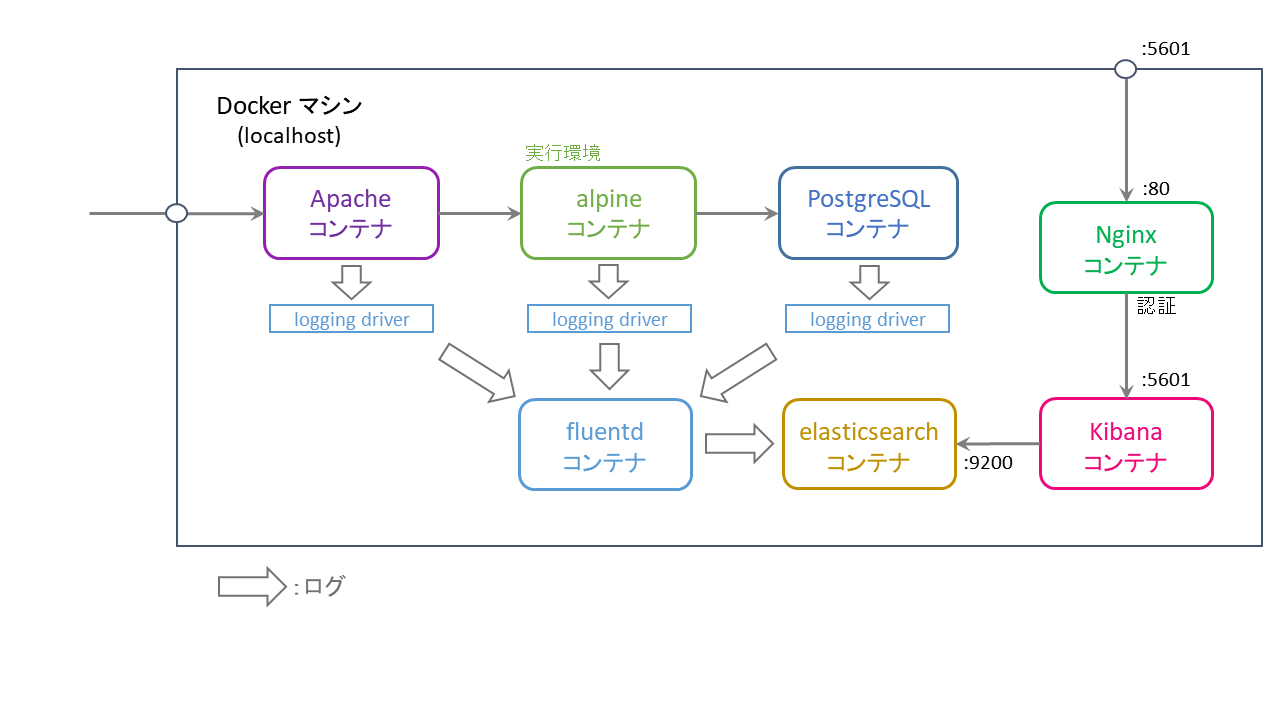 :5601
Docker マシン
(localhost)
実行環境
Apache
コンテナ
alpine
コンテナ
PostgreSQL
コンテナ
:80
Nginx
コンテナ
認証
logging driver
logging driver
logging driver
:5601
fluentd
コンテナ
elasticsearch
コンテナ
:9200
Kibana
コンテナ
: ログ